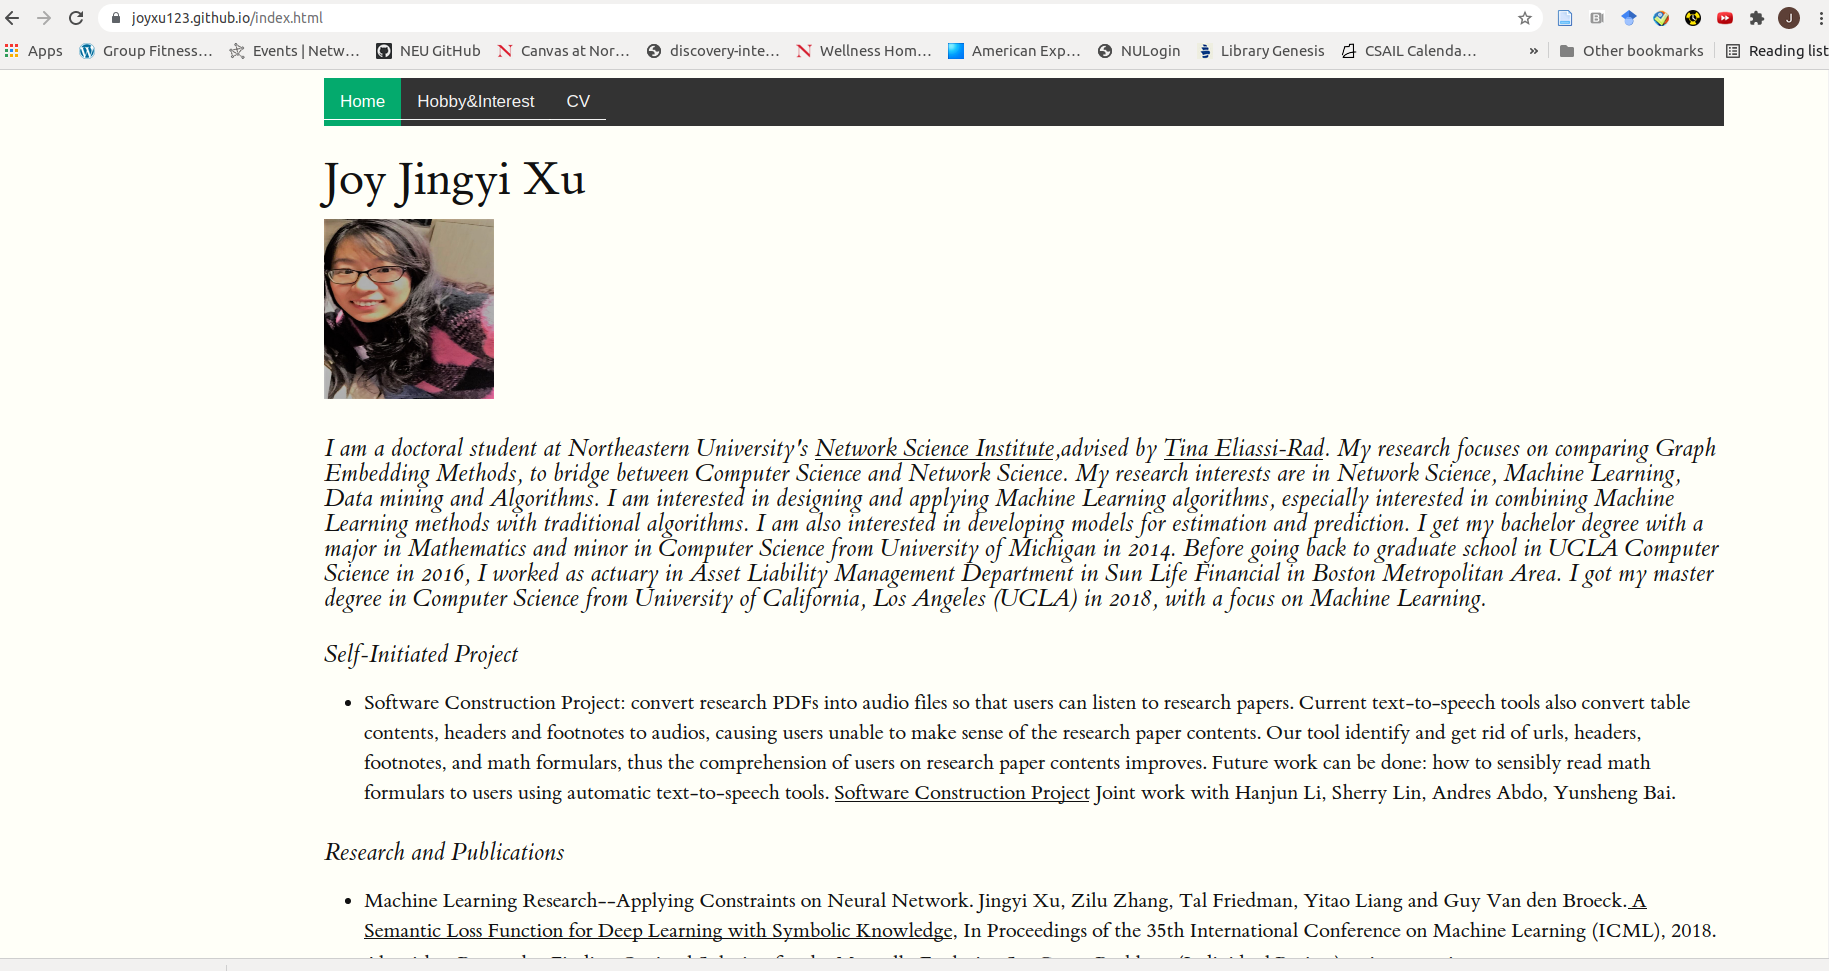 joyxu123.github.io/index.html
J
Apps Group Fitness... Events | Netw... NEU GitHub Canvas at Nor... discovery-inte... Wellness Hom... American Exp... NULogin Library Genesis CSAIL Calenda... » Other bookmarks Reading list
Home Hobby&Interest CV
Joy Jingyi Xu
I am a doctoral student at Northeastern University's Network Science Institute,advised by Tina Eliassi-Rad. My research focuses on comparing Graph
Embedding Methods, to bridge between Computer Science and Network Science. My research interests are in Network Science, Machine Learning,
Data mining and Algorithms. I am interested in designing and applying Machine Learning algorithms, especially interested in combining Machine
Learning methods with traditional algorithms. I am also interested in developing models for estimation and prediction. I get my bachelor degree with a
major in Mathematics and minor in Computer Science from University of Michigan in 2014. Before going back to graduate school in UCLA Computer
Science in 2016, I worked as actuary in Asset Liability Management Department in Sun Life Financial in Boston Metropolitan Area. I got my master
degree in Computer Science from University of California, Los Angeles (UCLA) in 2018, with a focus on Machine Learning.
Self-Initiated Project
• Software Construction Project: convert research PDFs into audio files so that users can listen to research papers. Current text-to-speech tools also convert table
contents, headers and footnotes to audios, causing users unable to make sense of the research paper contents. Our tool identify and get rid of urls, headers,
footnotes, and math formulars, thus the comprehension of users on research paper contents improves. Future work can be done: how to sensibly read math
formulars to users using automatic text-to-speech tools. Software Construction Project Joint work with Hanjun Li, Sherry Lin, Andres Abdo, Yunsheng Bai.
Research and Publications
• Machine Learning Research--Applying Constraints on Neural Network. Jingyi Xu, Zilu Zhang, Tal Friedman, Yitao Liang and Guy Van den Broeck. A
Semantic Loss Function for Deep Learning with Symbolic Knowledge, In Proceedings of the 35th International Conference on Machine Learning (ICML), 2018.